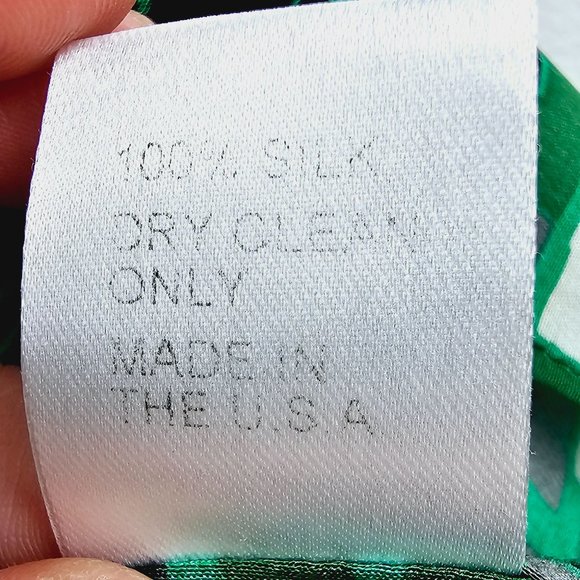 100% SILK
DRY CLEAN
ONLY
MADE IN
THE U.S.A.